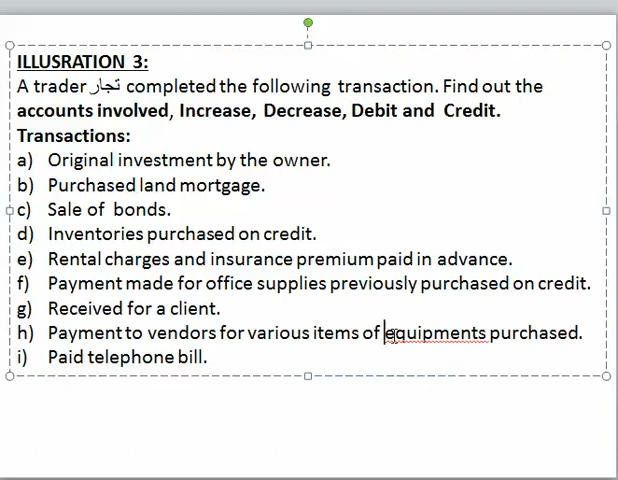 ILLUSRATION 3:
A trader تجار completed the following transaction. Find out the
accounts involved, Increase, Decrease, Debit and Credit.
Transactions:
a) Original investment by the owner.
b) Purchased land mortgage.
c) Sale of bonds.
d) Inventories purchased on credit.
e) Rental charges and insurance premium paid in advance.
f) Payment made for office supplies previously purchased on credit.
g) Received for a client.
h) Payment to vendors for various items of equipments purchased.
i) Paid telephone bill.